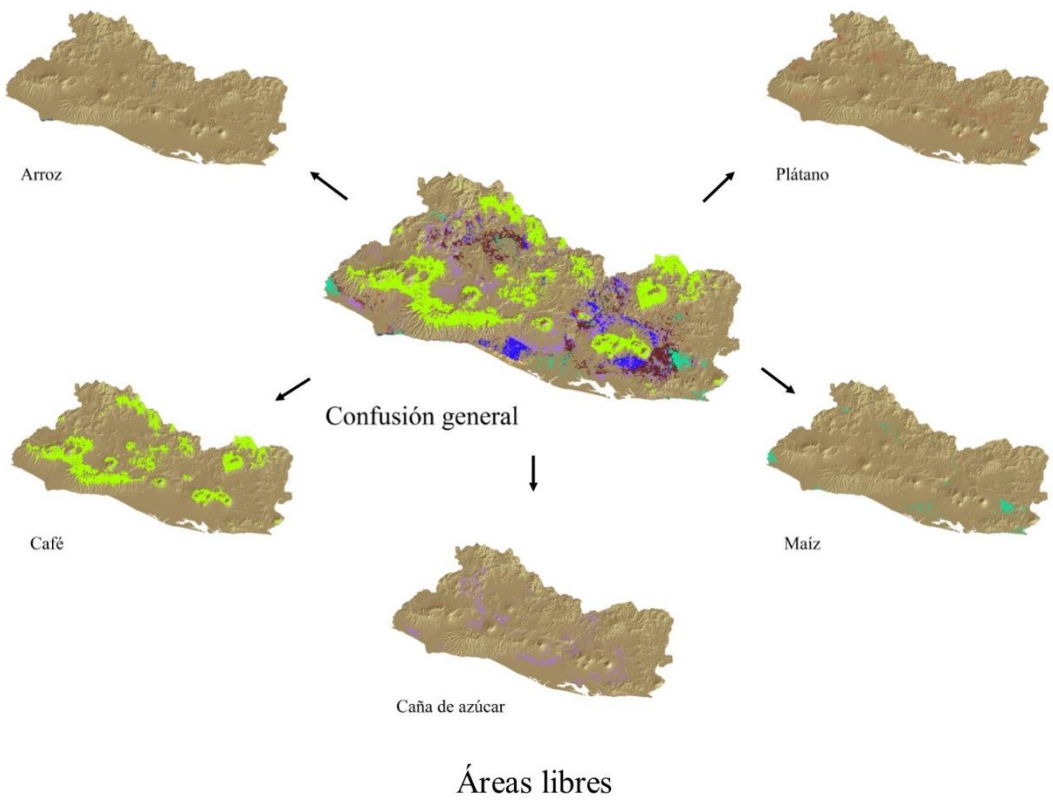 Arroz
Plátano
Confusión general
Café
Maíz
Caña de azúcar
Áreas libres